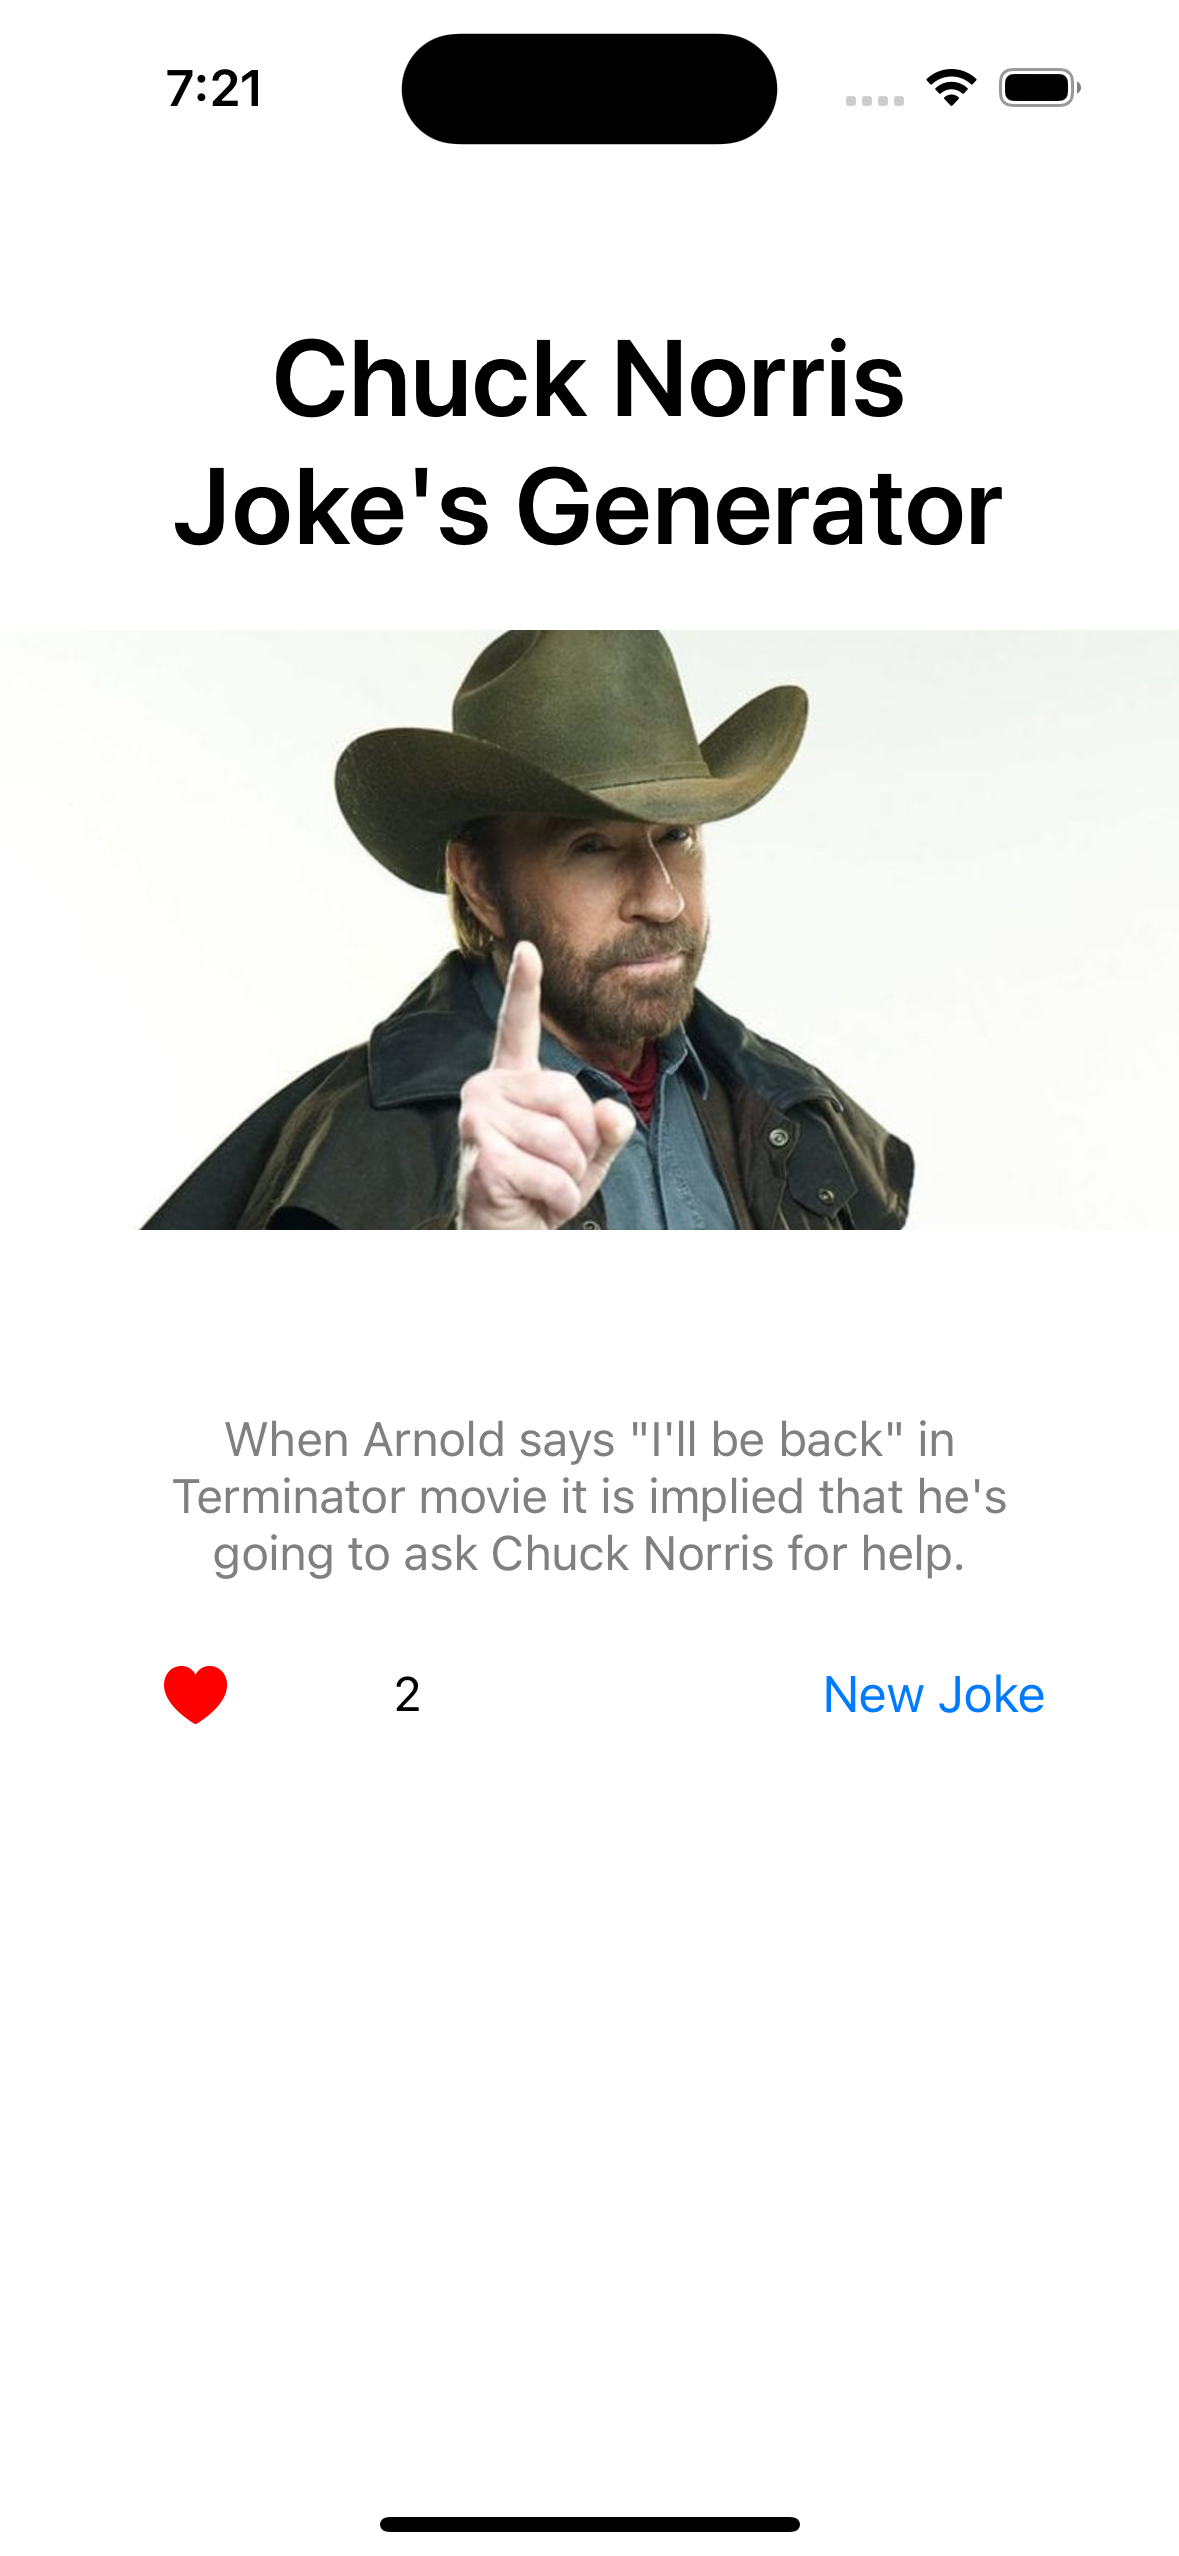 7:21
Chuck Norris
Joke's Generator
When Arnold says "I'll be back" in
Terminator movie it is implied that he's
going to ask Chuck Norris for help.
2
New Joke